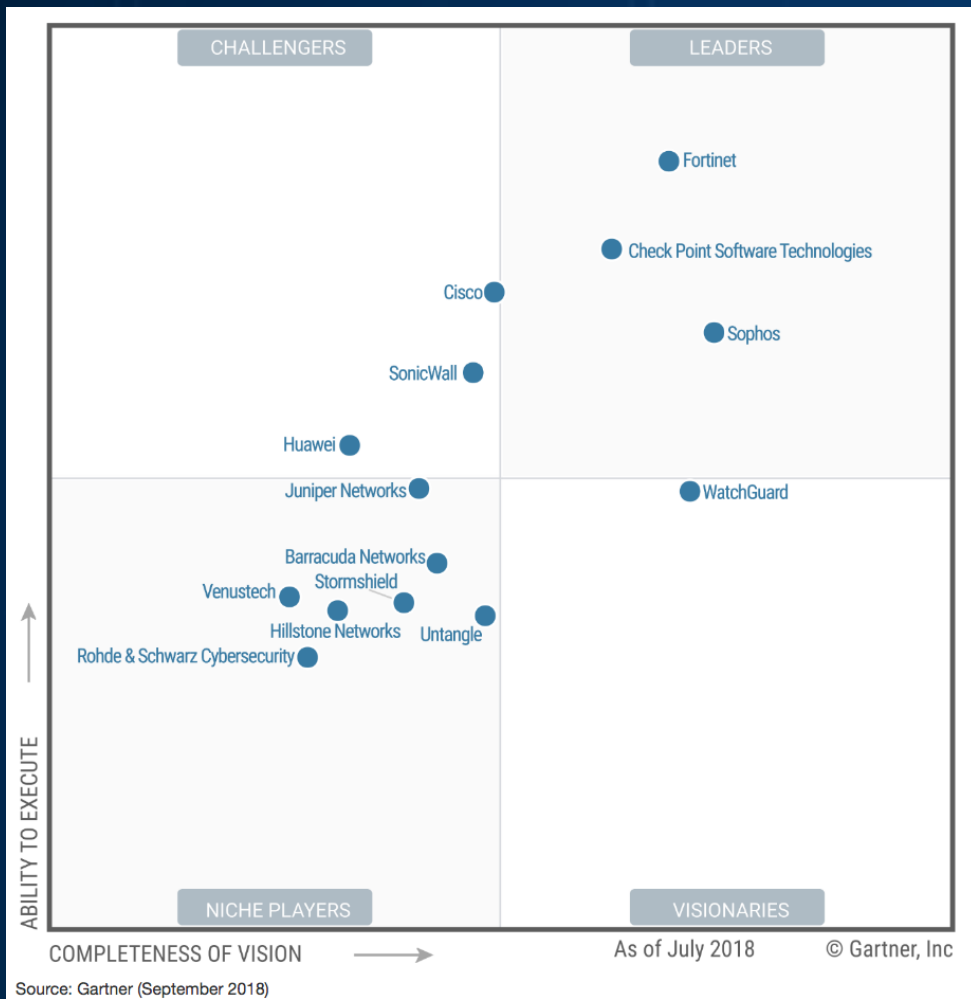 CHALLENGERS
LEADERS
Fortinet
Check Point Software Technologies
Cisco
Sophos
SonicWall
Huawei
Juniper Networks
WatchGuard
Barracuda Networks
Stormshield
Venustech
Hillstone Networks
Untangle
Rohde & Schwarz Cybersecurity
ABILITY TO EXECUTE
NICHE PLAYERS
VISIONARIES
COMPLETENESS OF VISION
As of July 2018
© Gartner, Inc
Source: Gartner (September 2018)